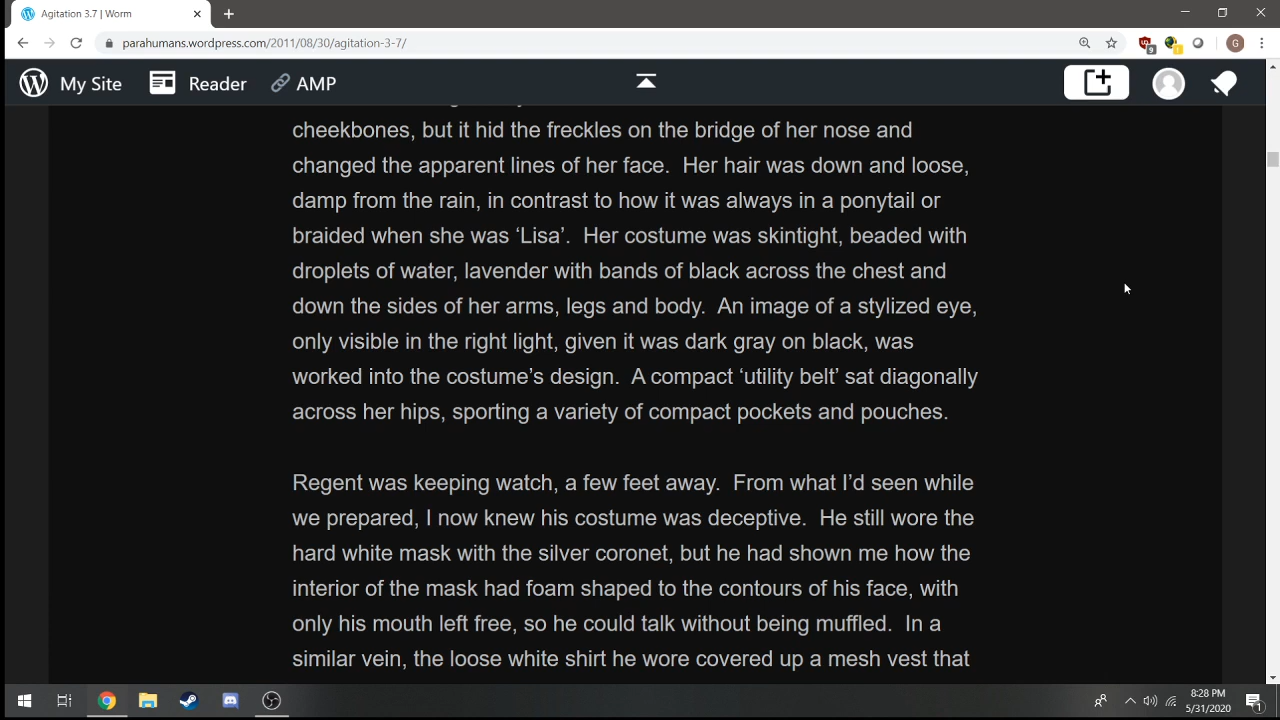 Agitation 3.7 | Worm
parahumans.wordpress.com/2011/08/30/agitation-3-7/
9
1
G
My Site
Reader
AMP
cheekbones, but it hid the freckles on the bridge of her nose and
changed the apparent lines of her face.  Her hair was down and loose,
damp from the rain, in contrast to how it was always in a ponytail or
braided when she was ‘Lisa’.  Her costume was skintight, beaded with
droplets of water, lavender with bands of black across the chest and
down the sides of her arms, legs and body.  An image of a stylized eye,
only visible in the right light, given it was dark gray on black, was
worked into the costume’s design.  A compact ‘utility belt’ sat diagonally
across her hips, sporting a variety of compact pockets and pouches.
Regent was keeping watch, a few feet away.  From what I’d seen while
we prepared, I now knew his costume was deceptive.  He still wore the
hard white mask with the silver coronet, but he had shown me how the
interior of the mask had foam shaped to the contours of his face, with
only his mouth left free, so he could talk without being muffled.  In a
similar vein, the loose white shirt he wore covered up a mesh vest that
8:28 PM
5/31/2020
1